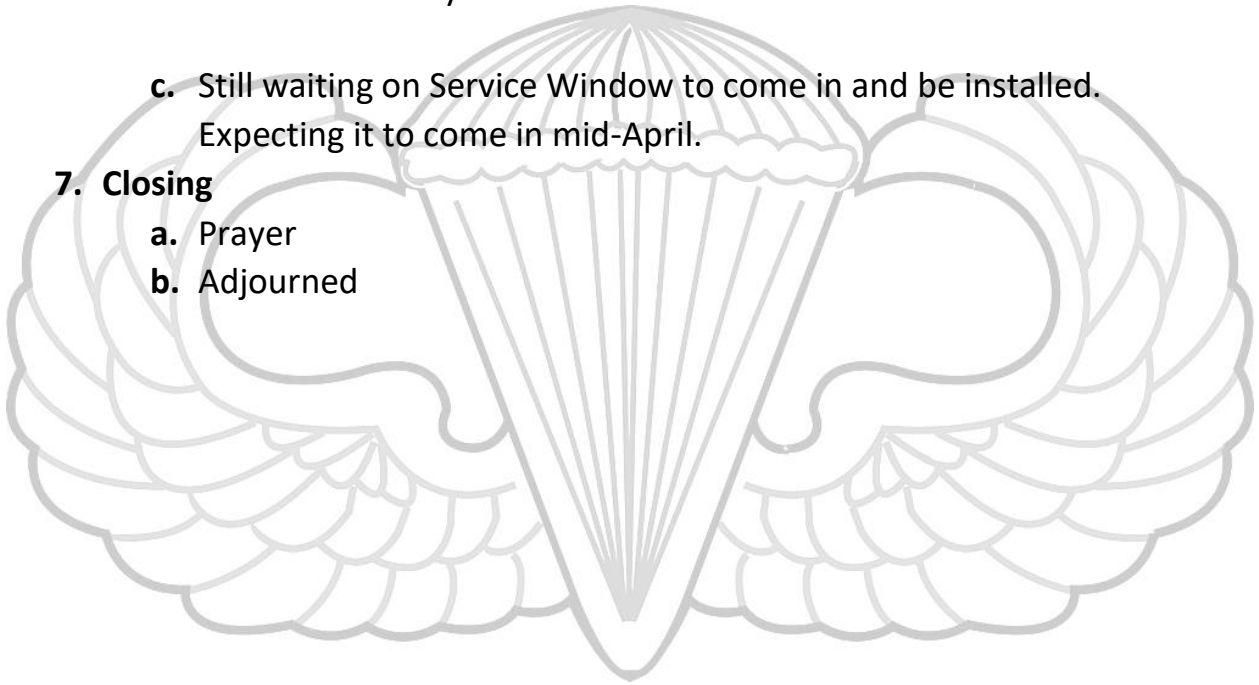 c. Still waiting on Service Window to come in and be installed.
Expecting it to come in mid-April.
7. Closing
a. Prayer
b. Adjourned